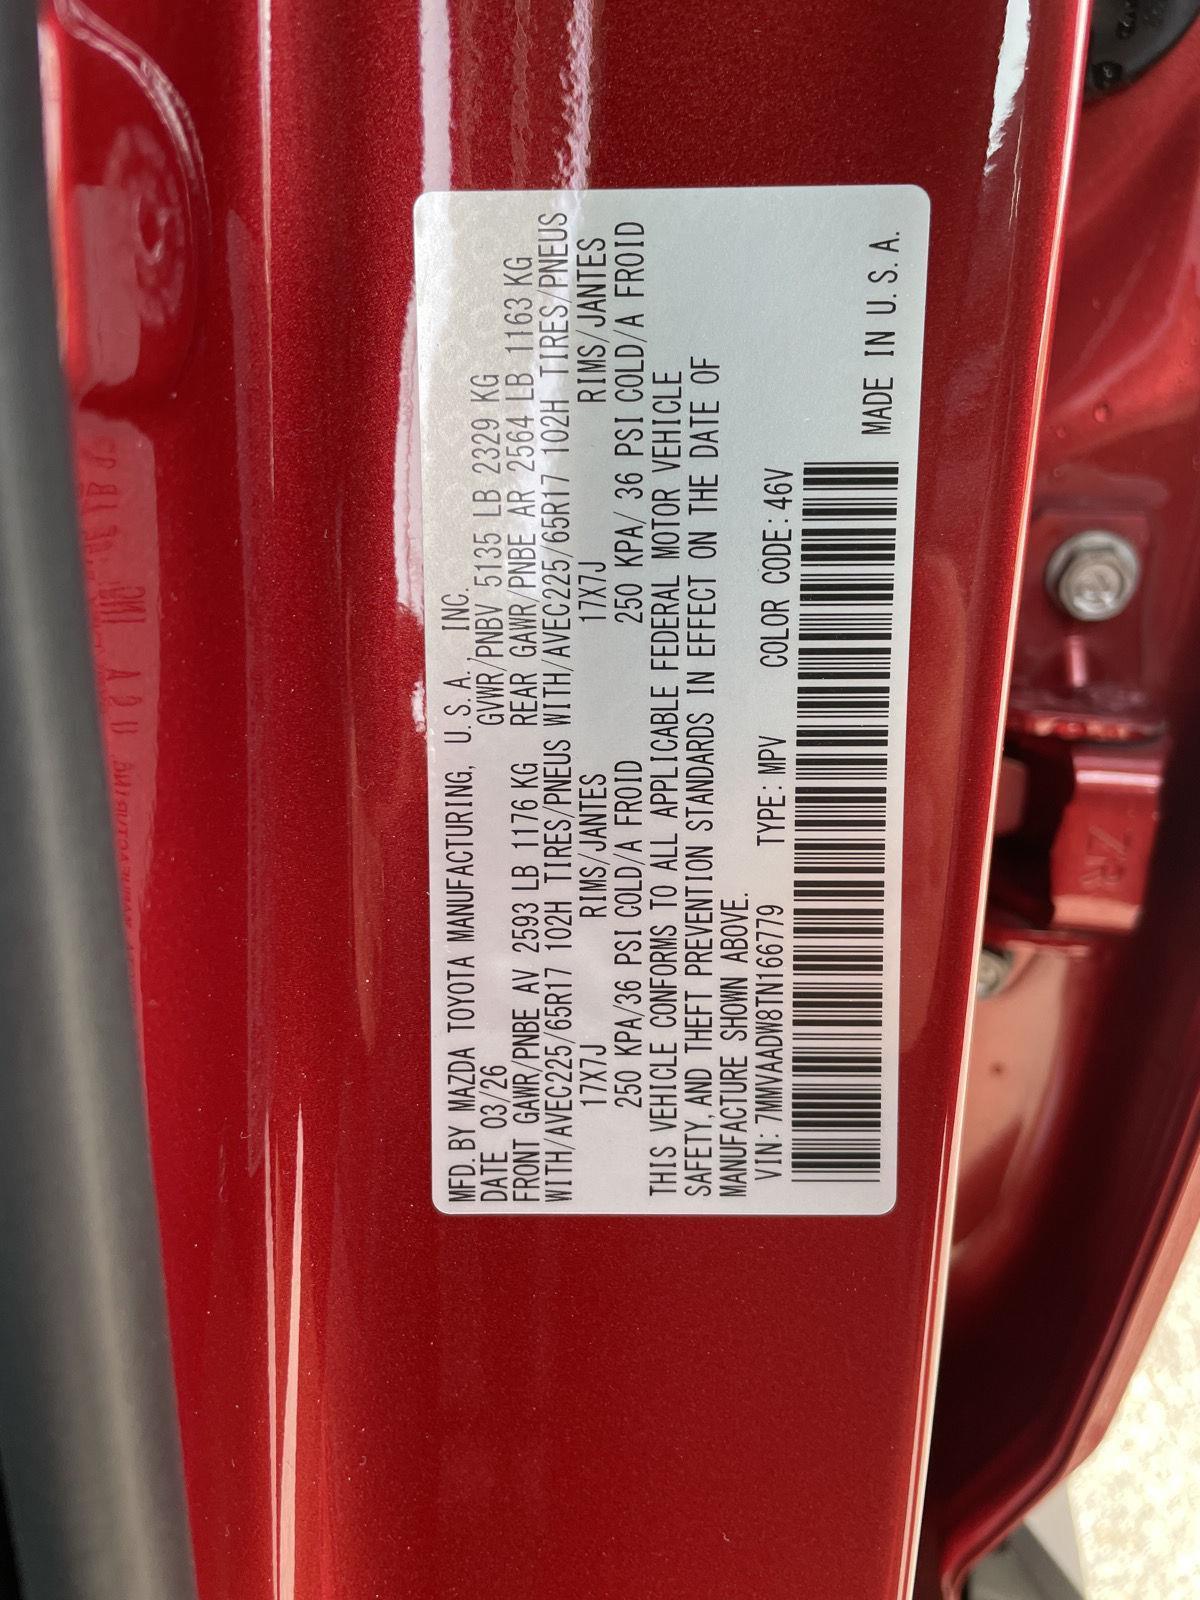 MFD. BY MAZDA TOYOTA MANUFACTURING, U. S. A., INC.
DATE 03/26 GVWR/PNBV 5135 LB 2329 KG
FRONT GAWR/PNBE AV 2593 LB 1176 KG REAR GAWR/PNBE AR 2564 LB 1163 KG
WITH/AVEC225/65R17 102H TIRES/PNEUS WITH/AVEC225/65R17 102H TIRES/PNEUS
17X7J RIMS/JANTES 17X7J RIMS/JANTES
250 KPA/36 PSI COLD/A FROID 250 KPA/ 36 PSI COLD/A FROID
THIS VEHICLE CONFORMS TO ALL APPLICABLE FEDERAL MOTOR VEHICLE
SAFETY, AND THEFT PREVENTION STANDARDS IN EFFECT ON THE DATE OF
MANUFACTURE SHOWN ABOVE.
VIN: 7MMVAADW8TN166779 TYPE: MPV COLOR CODE: 46V
MADE IN U. S. A.
ZR